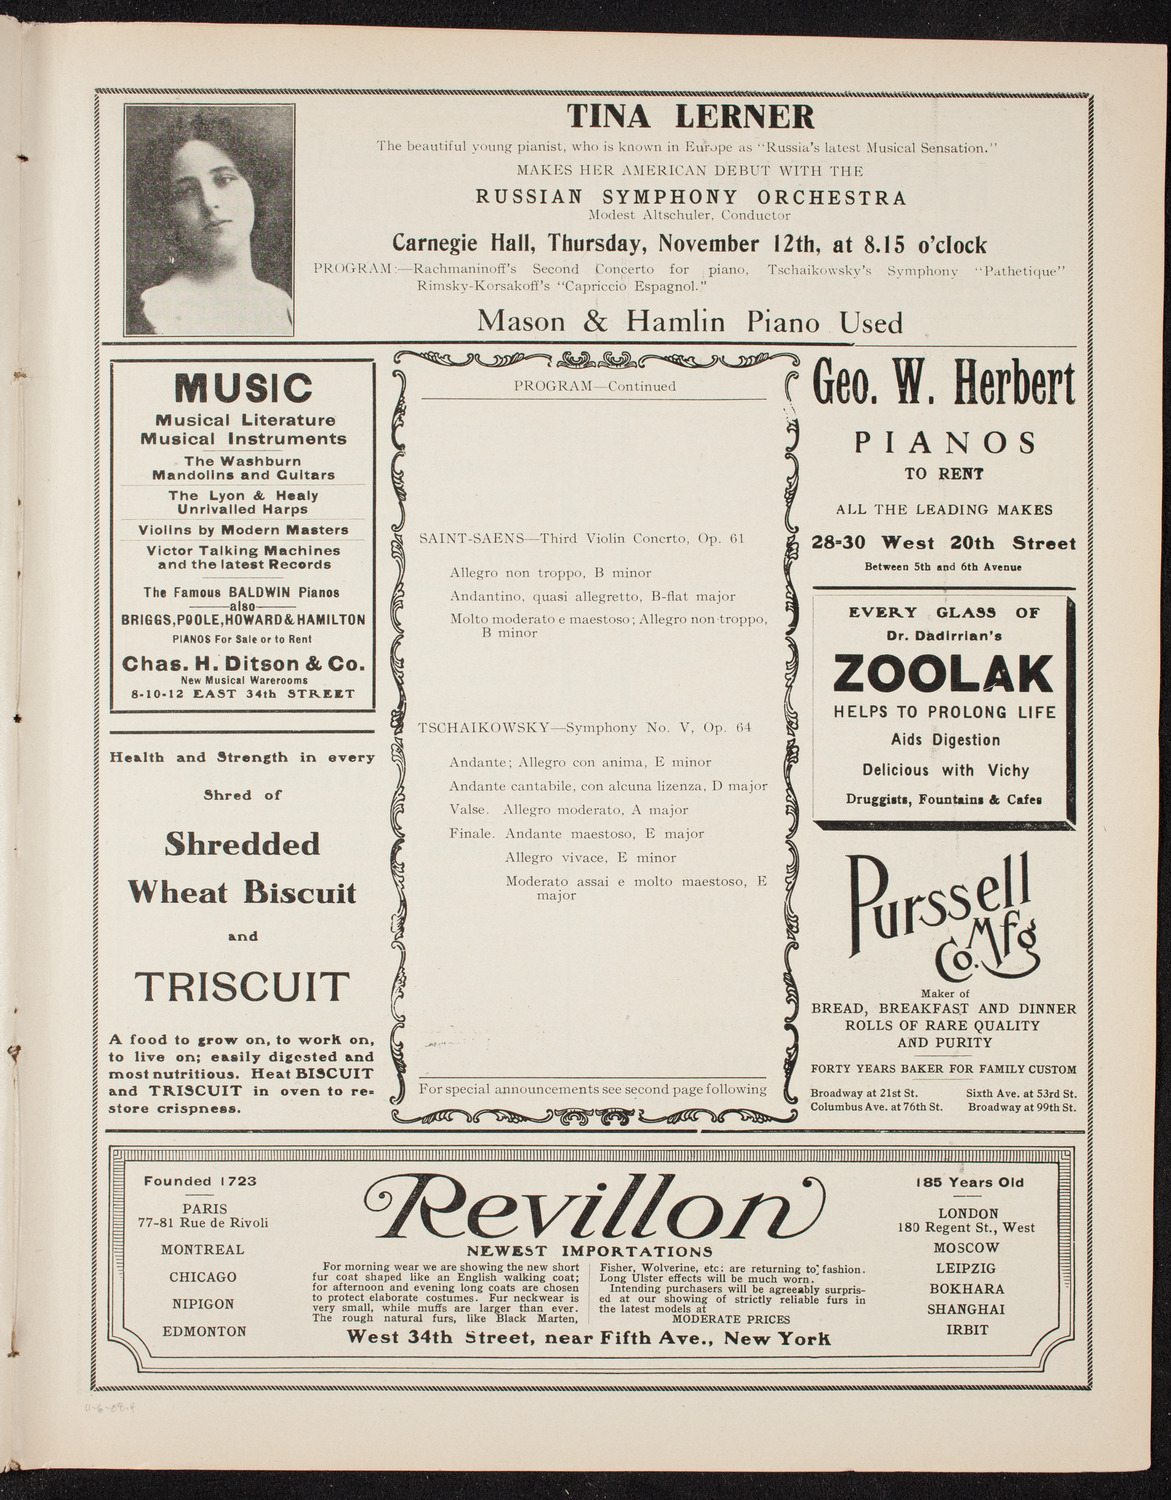 TINA LERNER
The beautiful young pianist, who is known in Europe as "Russia's latest Musical Sensation."
MAKES HER AMERICAN DEBUT WITH THE
RUSSIAN SYMPHONY ORCHESTRA
Modest Altschuler, Conductor
Carnegie Hall, Thursday, November 12th, at 8.15 o'clock
PROGRAM:—Rachmaninoff's Second Concerto for piano, Tschaikowsky's Symphony "Pathetique"
Rimsky-Korsakoff's "Capriccio Espagnol."
Mason & Hamlin Piano Used
MUSIC
Musical Literature
Musical Instruments
The Washburn
Mandolins and Guitars
The Lyon & Healy
Unrivalled Harps
Violins by Modern Masters
Victor Talking Machines
and the latest Records
The Famous BALDWIN Pianos
also
BRIGGS, POOLE, HOWARD & HAMILTON
PIANOS For Sale or to Rent
Chas. H. Ditson & Co.
New Musical Warerooms
8-10-12 EAST 34th STREET
Health and Strength in every
Shred of
Shredded
Wheat Biscuit
and
TRISCUIT
A food to grow on, to work on,
to live on; easily digested and
most nutritious. Heat BISCUIT
and TRISCUIT in oven to re-
store crispness.
PROGRAM—Continued
SAINT-SAENS—Third Violin Concrto, Op. 61
Allegro non troppo, B minor
Andantino, quasi allegretto, B-flat major
Molto moderato e maestoso; Allegro non troppo,
B minor
TSCHAIKOWSKY—Symphony No. V, Op. 64
Andante; Allegro con anima, E minor
Andante cantabile, con alcuna lizenza, D major
Valse. Allegro moderato, A major
Finale. Andante maestoso, E major
Allegro vivace, E minor
Moderato assai e molto maestoso, E
major
For special announcements see second page following
Geo. W. Herbert
PIANOS
TO RENT
ALL THE LEADING MAKES
28-30 West 20th Street
Between 5th and 6th Avenue
EVERY GLASS OF
Dr. Dadirrian's
ZOOLAK
HELPS TO PROLONG LIFE
Aids Digestion
Delicious with Vichy
Druggists, Fountains & Cafes
Purssell
Mfg
Co.
Maker of
BREAD, BREAKFAST AND DINNER
ROLLS OF RARE QUALITY
AND PURITY
FORTY YEARS BAKER FOR FAMILY CUSTOM
Broadway at 21st St. Sixth Ave. at 53rd St.
Columbus Ave. at 76th St. Broadway at 99th St.
Founded 1723
PARIS
77-81 Rue de Rivoli
MONTREAL
CHICAGO
NIPIGON
EDMONTON
Revillon
NEWEST IMPORTATIONS
For morning wear we are showing the new short
fur coat shaped like an English walking coat;
for afternoon and evening long coats are chosen
to protect elaborate costumes. Fur neckwear is
very small, while muffs are larger than ever.
The rough natural furs, like Black Marten,
Fisher, Wolverine, etc. are returning to fashion.
Long Ulster effects will be much worn.
Intending purchasers will be agreeably surpris-
ed at our showing of strictly reliable furs in
the latest models at
MODERATE PRICES
West 34th Street, near Fifth Ave., New York
185 Years Old
LONDON
180 Regent St., West
MOSCOW
LEIPZIG
BOKHARA
SHANGHAI
IRBIT
11-6-08-4